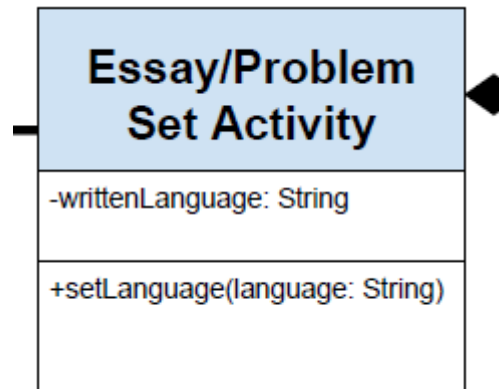 Essay/Problem
Set Activity
-writtenLanguage: String
+setLanguage(language: String)